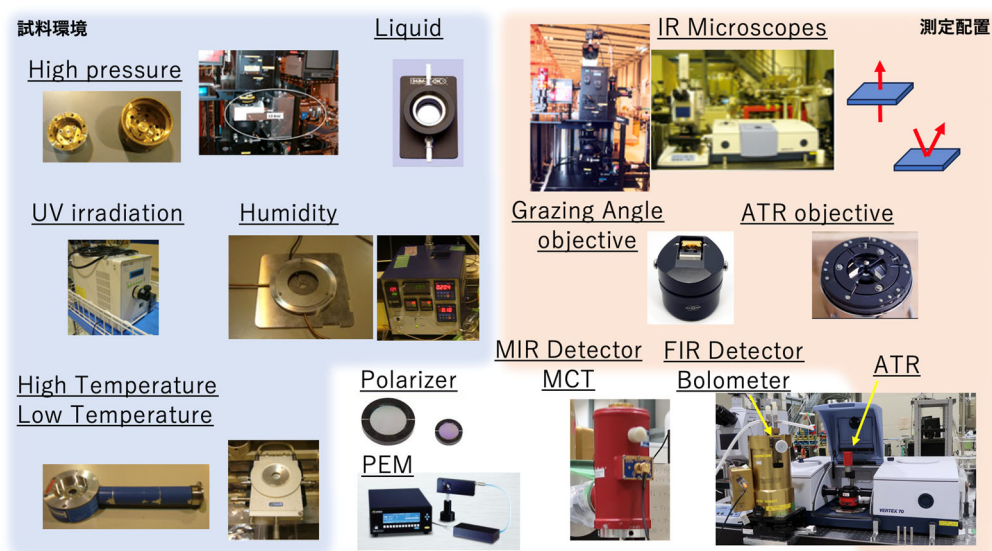 試料環境
Liquid
High pressure
UV irradiation
Humidity
High Temperature
Low Temperature
Polarizer
PEM
測定配置
IR Microscopes
Grazing Angle
objective
ATR objective
MIR Detector
MCT
FIR Detector
Bolometer
ATR
VERTEX 70